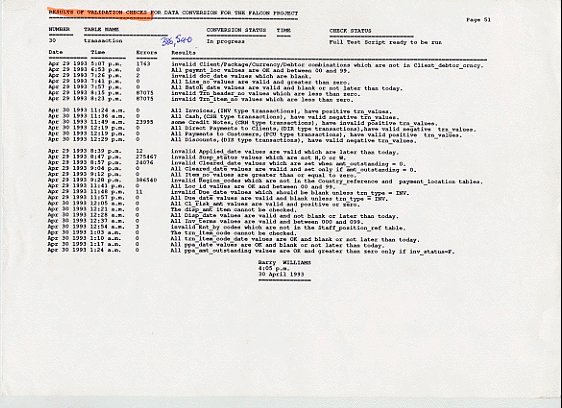 RESULTS OF VALIDATION CHECKS FOR DATA CONVERSION FOR THE FALCON PROJECT
Page 51
NUMBER TABLE NAME CONVERSION STATUS TIME CHECK STATUS
30 transaction 386,540 In progress Full Test Script ready to be run
Date Time Errors Results
Apr 29 1993 5:07 p.m. 1763 invalid Client/Package/Currency/Debtor combinations which are not in Client_debtor_crncy.
Apr 29 1993 6:53 p.m. 0 All paymnt_loc values are OK and between 00 and 99.
Apr 29 1993 7:26 p.m. 2 invalid doc_date values which are blank.
Apr 29 1993 7:41 p.m. 0 All Line_no values are valid and greater than zero.
Apr 29 1993 7:57 p.m. 0 All Batch_date values are valid and blank or not later than today.
Apr 29 1993 8:15 p.m. 87075 invalid Trn_header_no values which are less than zero.
Apr 29 1993 8:23 p.m. 87075 invalid Trn_item_no values which are less than zero.
Apr 30 1993 11:24 a.m. 0 All Invoices,(INV type transactions),have positive trn_values.
Apr 30 1993 11:36 a.m. 0 All Cash,(CSH type transactions),have valid negative trn_values.
Apr 30 1993 11:49 a.m. 23995 some Credit Notes,(CRN type transactions), have invalid positive trn_values.
Apr 30 1993 12:19 p.m. 0 All Direct Payments to Clients,(DIR type transactions),have valid negative trn_values.
Apr 30 1993 12:19 p.m. 0 All Payments to Customers,(PCU type transactions), have valid positive trn_values.
Apr 30 1993 12:29 p.m. 0 All Discounts,(DIS type transactions),have valid negative trn_values.
Apr 29 1993 8:39 p.m. 12 invalid Applied_date values which are later than today.
Apr 29 1993 8:47 p.m. 275467 invalid Susp_status values which are not H,O or W.
Apr 29 1993 8:57 p.m. 24076 invalid Cleared_date values which are set when amt_outstanding = 0.
Apr 29 1993 9:04 p.m. 0 All Cleared_date values are valid and set only if amt_outstanding = 0.
Apr 29 1993 9:12 p.m. 0 All Item_no values are greater than or equal to zero.
Apr 29 1993 9:28 p.m. 386540 invalid Region_codes which are not in the Country_reference and payment_location tables.
Apr 29 1993 11:41 p.m. 0 All Loc_id values are OK and between 00 and 99.
Apr 29 1993 11:48 p.m. 11 invalid Due_date values which should be blank unless trn_type = INV.
Apr 29 1993 11:57 p.m. 0 All Due_date values are valid and blank unless trn_type = INV.
Apr 30 1993 12:05 a.m. 0 All Cl_risk_amt values are valid and positive or zero.
Apr 30 1993 12:21 a.m. 0 The disp_amt item cannot be checked.
Apr 30 1993 12:28 a.m. 0 All Disp_date values are valid and not blank or later than today.
Apr 30 1993 12:37 a.m. 0 All Inv_terms values are valid and between 000 and 099.
Apr 30 1993 12:54 a.m. 3 invalid Ent_by codes which are not in the Staff_position_ref table.
Apr 30 1993 1:03 a.m. 0 The trn_item_code cannot be checked.
Apr 30 1993 1:10 a.m. 0 All trn_item_code_date values are OK and blank or not later than today.
Apr 30 1993 1:17 a.m. 0 All ppa_date values are OK and blank or not later than today.
Apr 30 1993 1:24 a.m. 0 All ppa_amt_outstanding values are OK and greater than zero only if inv_status=F.
Barry WILLIAMS
4:05 p.m.
30 April 1993